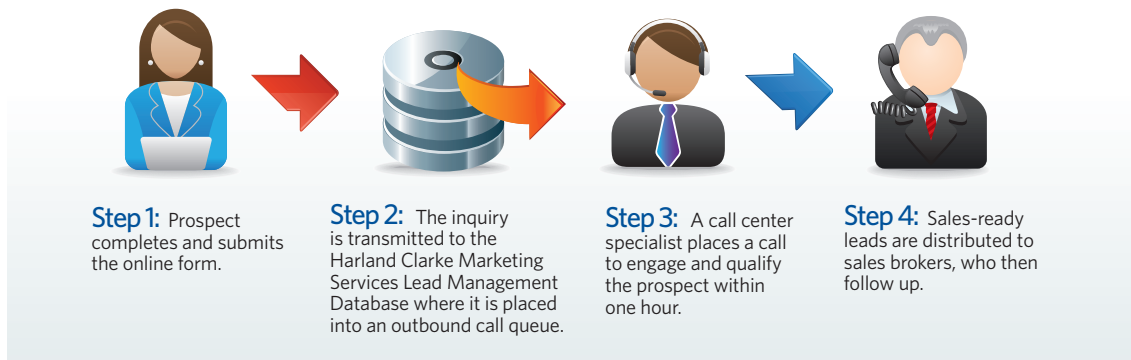 Step 1: Prospect
completes and submits
the online form.
Step 2: The inquiry
is transmitted to the
Harland Clarke Marketing
Services Lead Management
Database where it is placed
into an outbound call queue.
Step 3: A call center
specialist places a call
to engage and qualify
the prospect within
one hour.
Step 4: Sales-ready
leads are distributed to
sales brokers, who then
follow up.